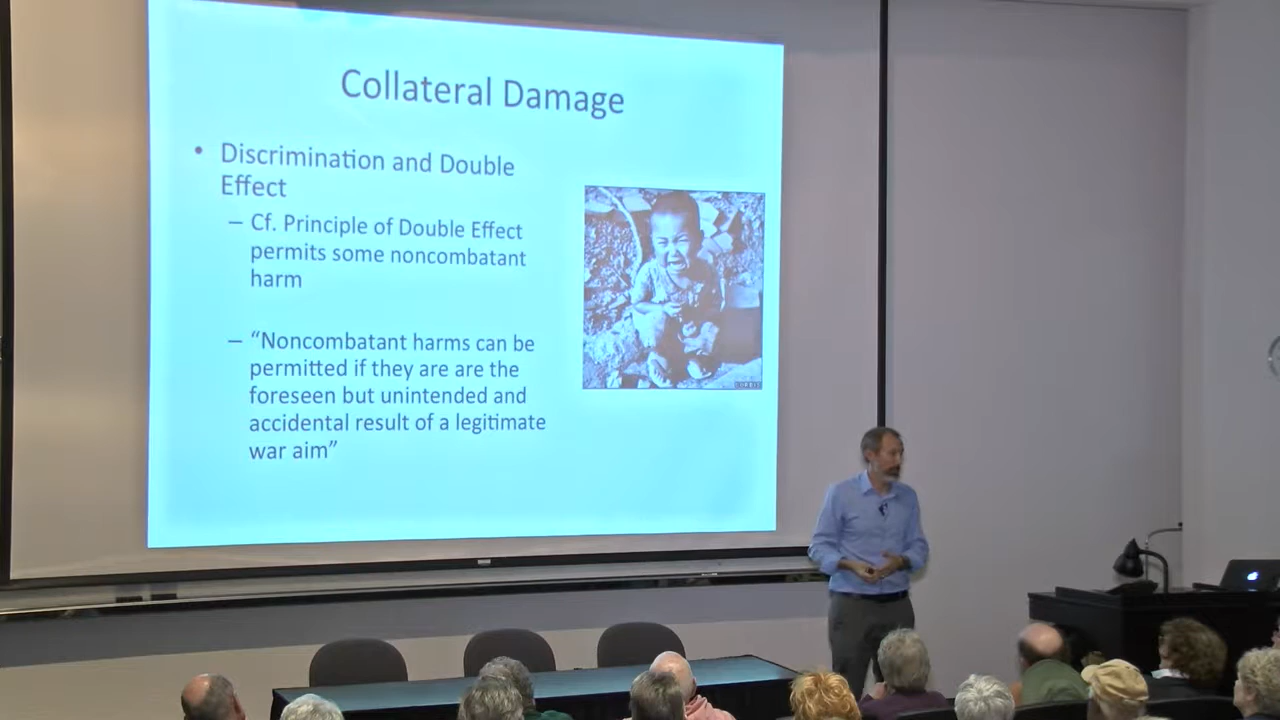 Collateral Damage
• Discrimination and Double
Effect
– Cf. Principle of Double Effect
permits some noncombatant
harm
– “Noncombatant harms can be
permitted if they are are the
foreseen but unintended and
accidental result of a legitimate
war aim”